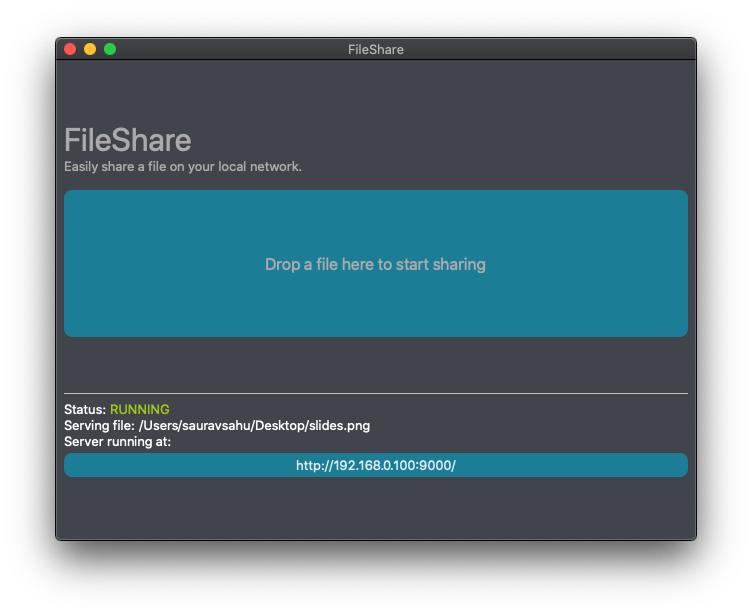 FileShare
FileShare
Easily share a file on your local network.
Drop a file here to start sharing
Status: RUNNING
Serving file: /Users/sauravsahu/Desktop/slides.png
Server running at:
http://192.168.0.100:9000/